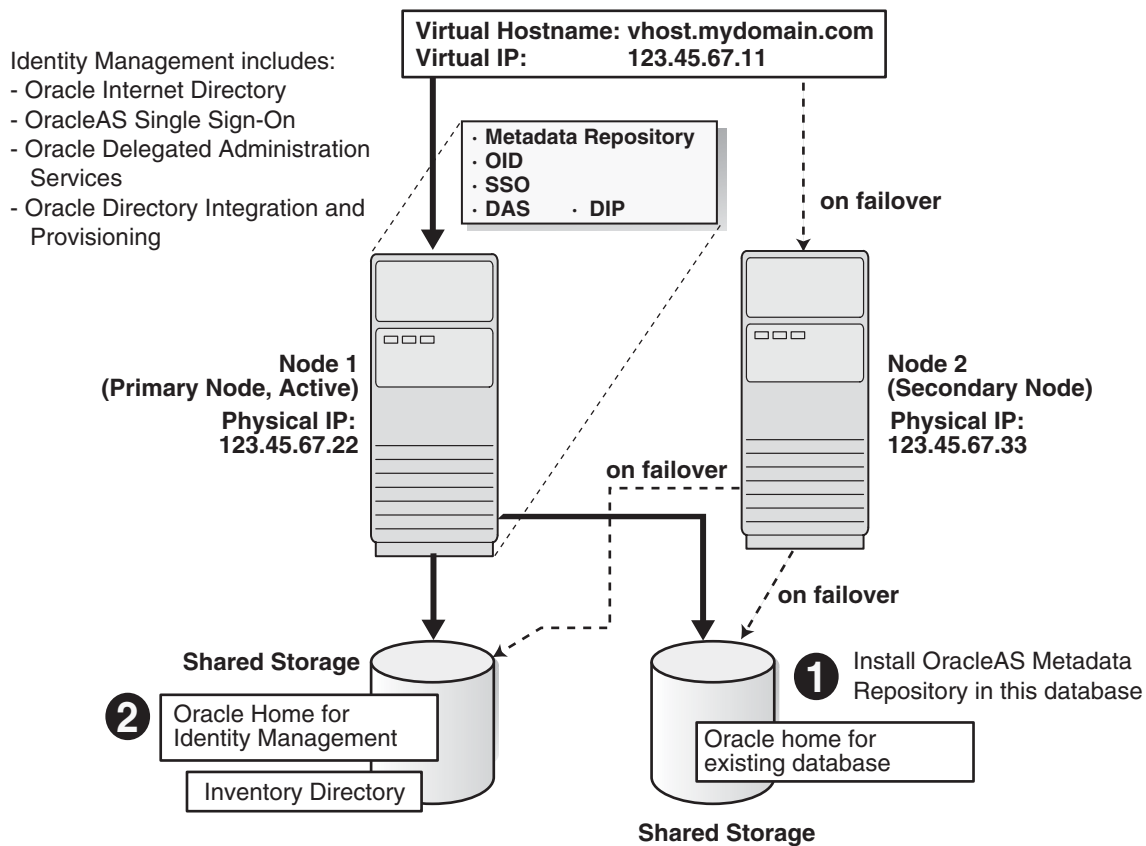 Virtual Hostname: vhost.mydomain.com
Virtual IP: 123.45.67.11
Identity Management includes:
- Oracle Internet Directory
- OracleAS Single Sign-On
- Oracle Delegated Administration
Services
- Oracle Directory Integration and
Provisioning
· Metadata Repository
· OID
· SSO
· DAS · DIP
on failover
Node 1
(Primary Node, Active)
Physical IP:
123.45.67.22
Node 2
(Secondary Node)
Physical IP:
123.45.67.33
on failover
on failover
Shared Storage
2
Oracle Home for
Identity Management
Inventory Directory
1
Install OracleAS Metadata
Repository in this database
Oracle home for
existing database
Shared Storage